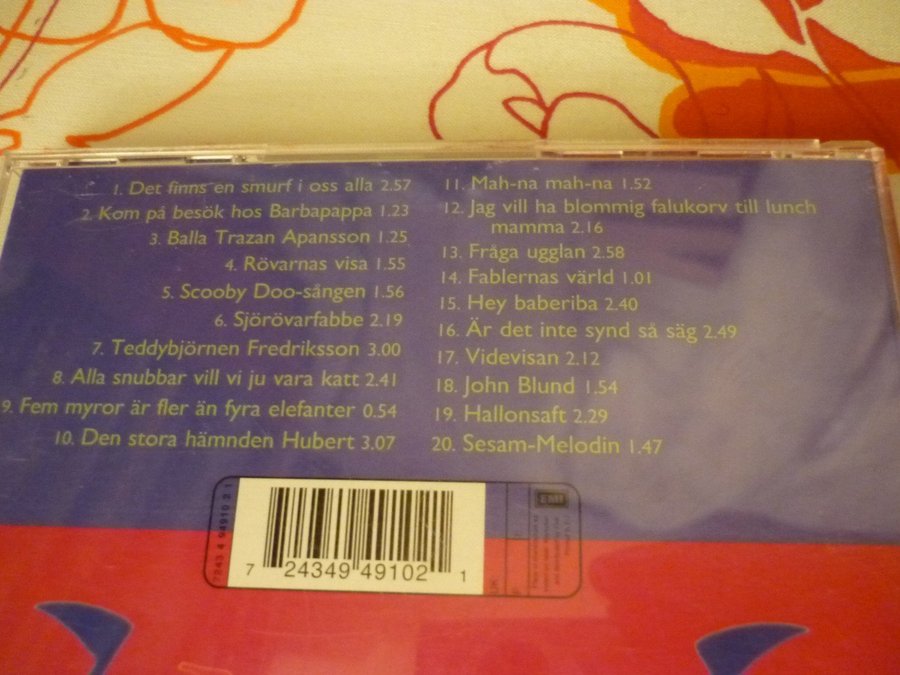 1. Det finns en smurf i oss alla 2.57
2. Kom på besök hos Barbapappa 1.23
3. Balla Trazan Apansson 1.25
4. Rövarnas visa 1.55
5. Scooby Doo-sången 1.56
6. Sjörövarfabbe 2.19
7. Teddybjörnen Fredriksson 3.00
8. Alla snubbar vill vi ju vara katt 2.41
9. Fem myror är fler än fyra elefanter 0.54
10. Den stora hämnden Hubert 3.07
11. Mah-na mah-na 1.52
12. Jag vill ha blommig falukorv till lunch
mamma 2.16
13. Fråga ugglan 2.58
14. Fablernas värld 1.01
15. Hey baberiba 2.40
16. Är det inte synd så säg 2.49
17. Videvisan 2.12
18. John Blund 1.54
19. Hallonsaft 2.29
20. Sesam-Melodin 1.47
7243 4 94910 2 1
7 24349 49102 1
EMI